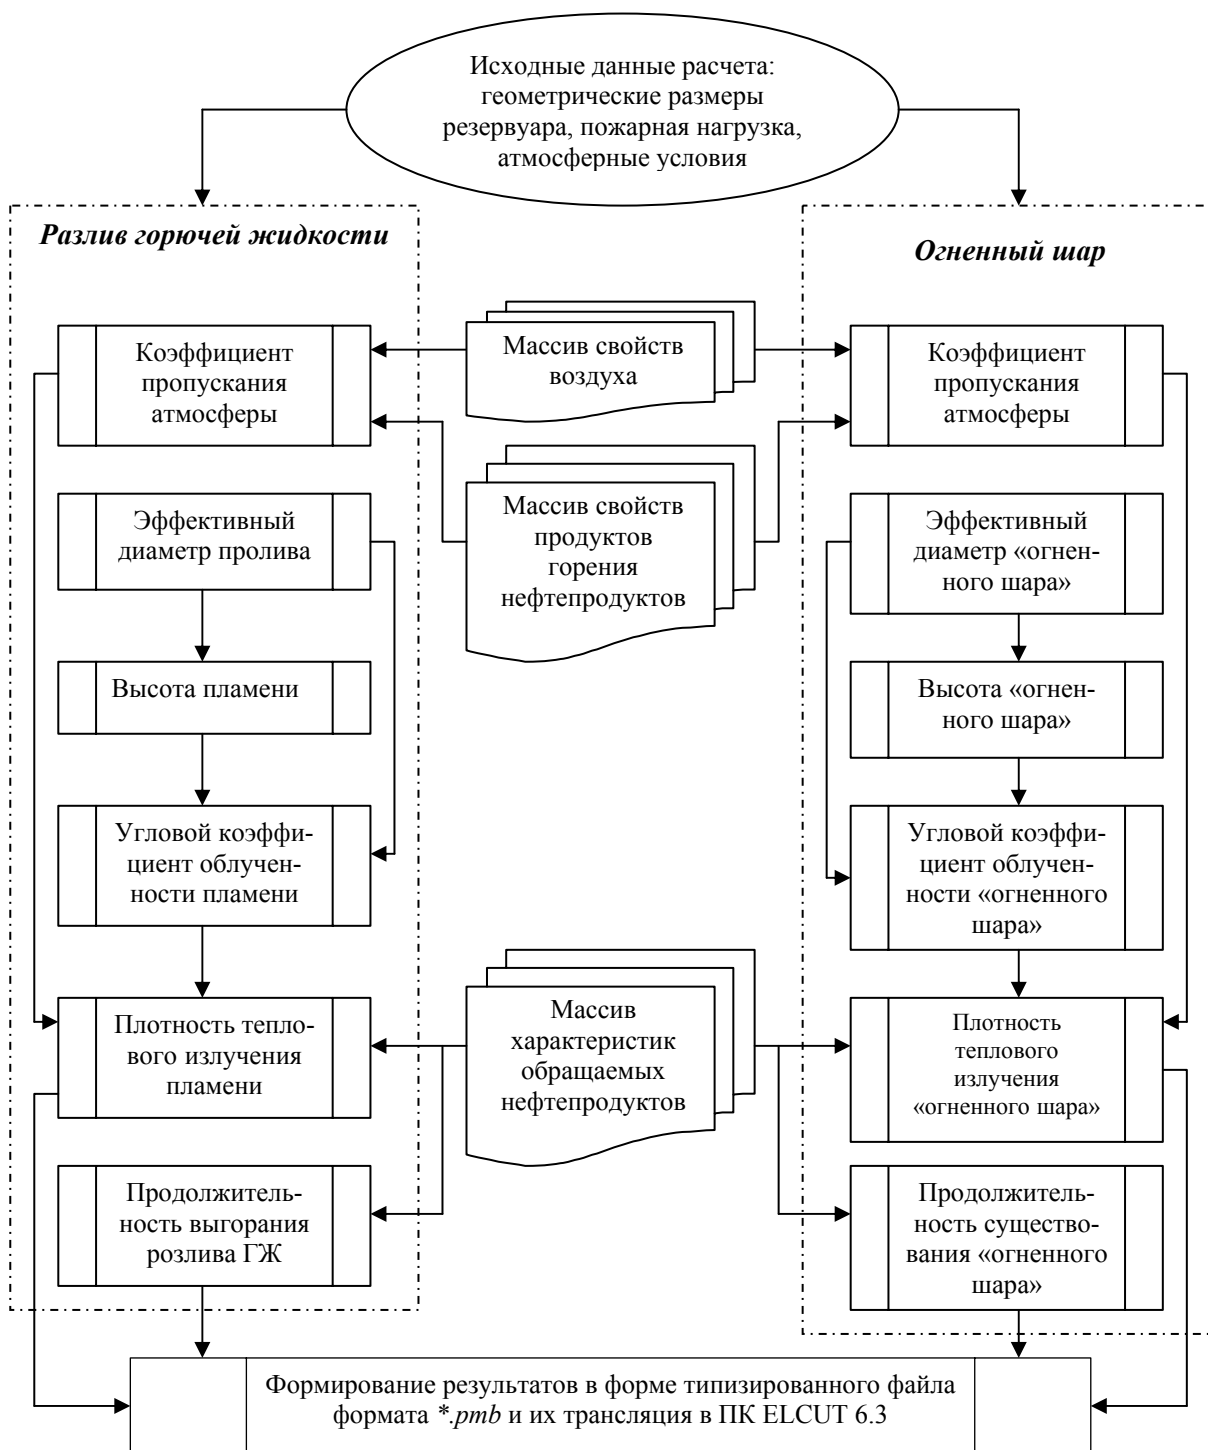 Исходные данные расчета:
геометрические размеры
резервуара, пожарная нагрузка,
атмосферные условия
Разлив горючей жидкости
Огненный шар
Коэффициент
пропускания
атмосферы
Массив свойств
воздуха
Коэффициент
пропускания
атмосферы
Эффективный
диаметр пролива
Массив свойств
продуктов
горения
нефтепродуктов
Эффективный
диаметр «огнен-
ного шара»
Высота пламени
Высота «огнен-
ного шара»
Угловой коэффи-
циент облучен-
ности пламени
Угловой коэффи-
циент облучен-
ности «огненного
шара»
Плотность тепло-
вого излучения
пламени
Массив
характеристик
обращаемых
нефтепродуктов
Плотность
теплового
излучения
«огненного шара»
Продолжитель-
ность выгорания
розлива ГЖ
Продолжитель-
ность существо-
вания «огненного
шара»
Формирование результатов в форме типизированного файла
формата *.pmb и их трансляция в ПК ELCUT 6.3